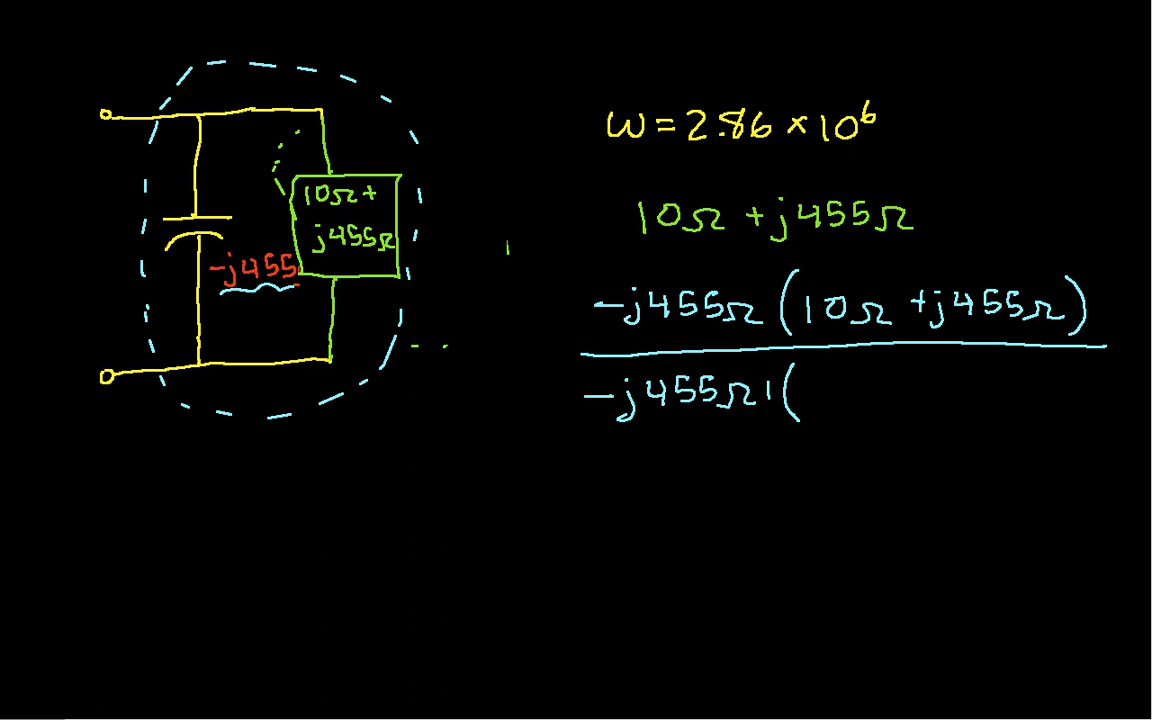 10Ω +
j455Ω
-j455
ω = 2.86 × 10⁶
10Ω + j455Ω
-j455Ω (10Ω + j455Ω)
-j455Ω + (